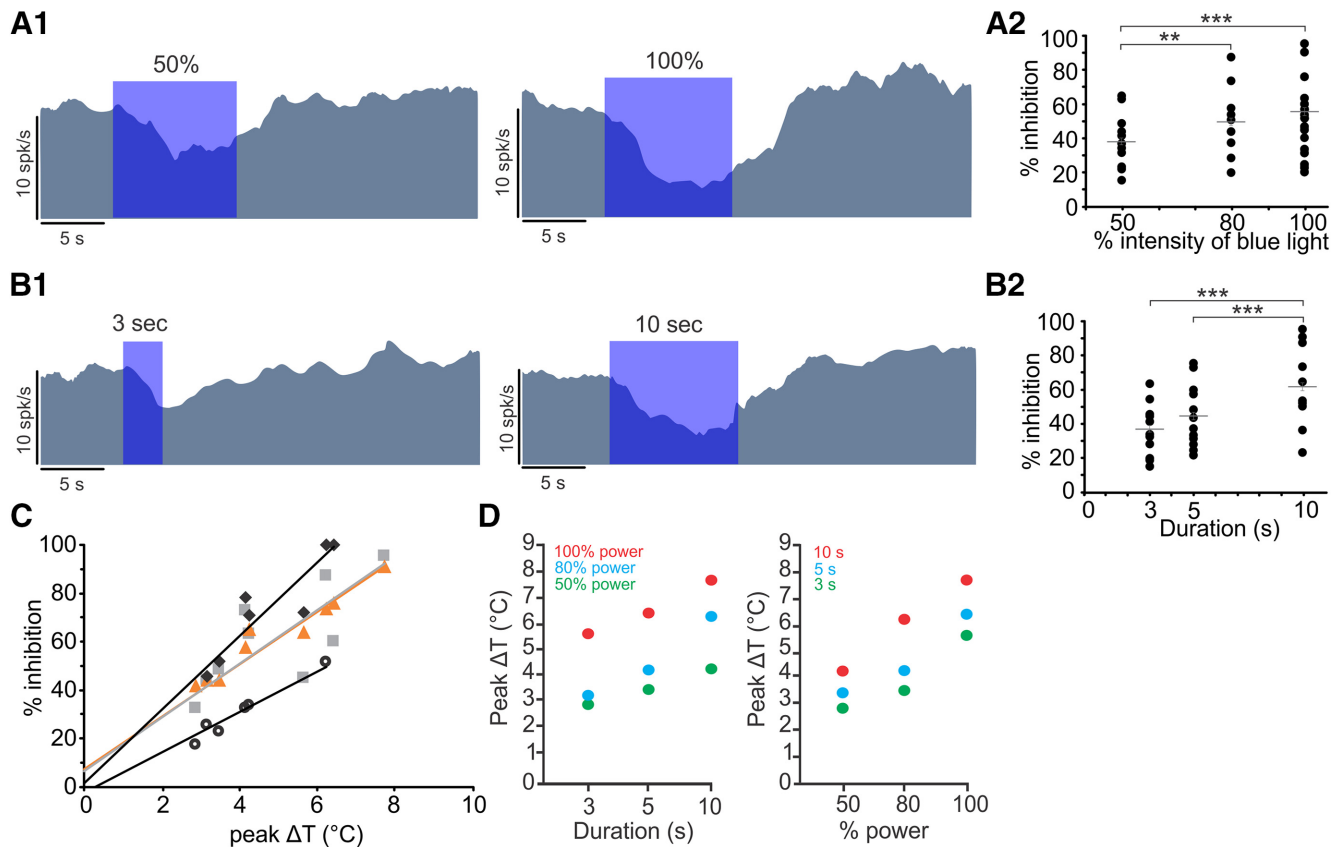 A1
50%
10 spk/s
5 s
100%
10 spk/s
5 s
A2
***
**
% inhibition
100
80
60
40
20
0
50 80 100
% intensity of blue light
B1
3 sec
10 spk/s
5 s
10 sec
10 spk/s
5 s
B2
***
***
% inhibition
100
80
60
40
20
0
0 3 5 10
Duration (s)
C
% inhibition
100
80
60
40
20
0
0 2 4 6 8 10
peak ΔT (°C)
D
Peak ΔT (°C)
9
8
7
6
5
4
3
2
1
0
100% power
80% power
50% power
3 5 10
Duration (s)
Peak ΔT (°C)
9
8
7
6
5
4
3
2
1
0
10 s
5 s
3 s
50 80 100
% power